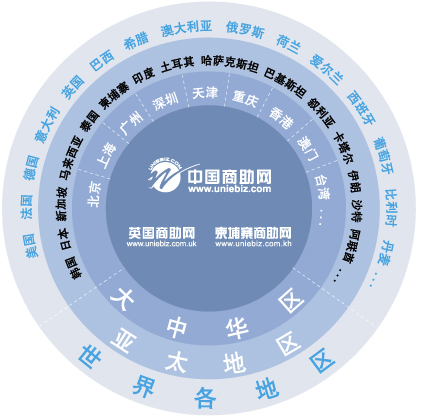 美国 法国 德国 意大利 英国 巴西 希腊 澳大利亚 俄罗斯 荷兰 爱尔兰 西班牙 葡萄牙 比利时 丹麦...
韩国 日本 新加坡 马来西亚 泰国 柬埔寨 印度 土耳其 哈萨克斯坦 巴基斯坦 叙利亚 卡塔尔 伊朗 沙特 阿联酋...
北京 上海 广州 深圳 天津 重庆 香港 澳门 台湾...
UNIEBIZ.COM
中国商助网
www.uniebiz.com
英国商助网
www.uniebiz.com.uk
柬埔寨商助网
www.uniebiz.com.kh
大中华区
亚太地区
世界各地区